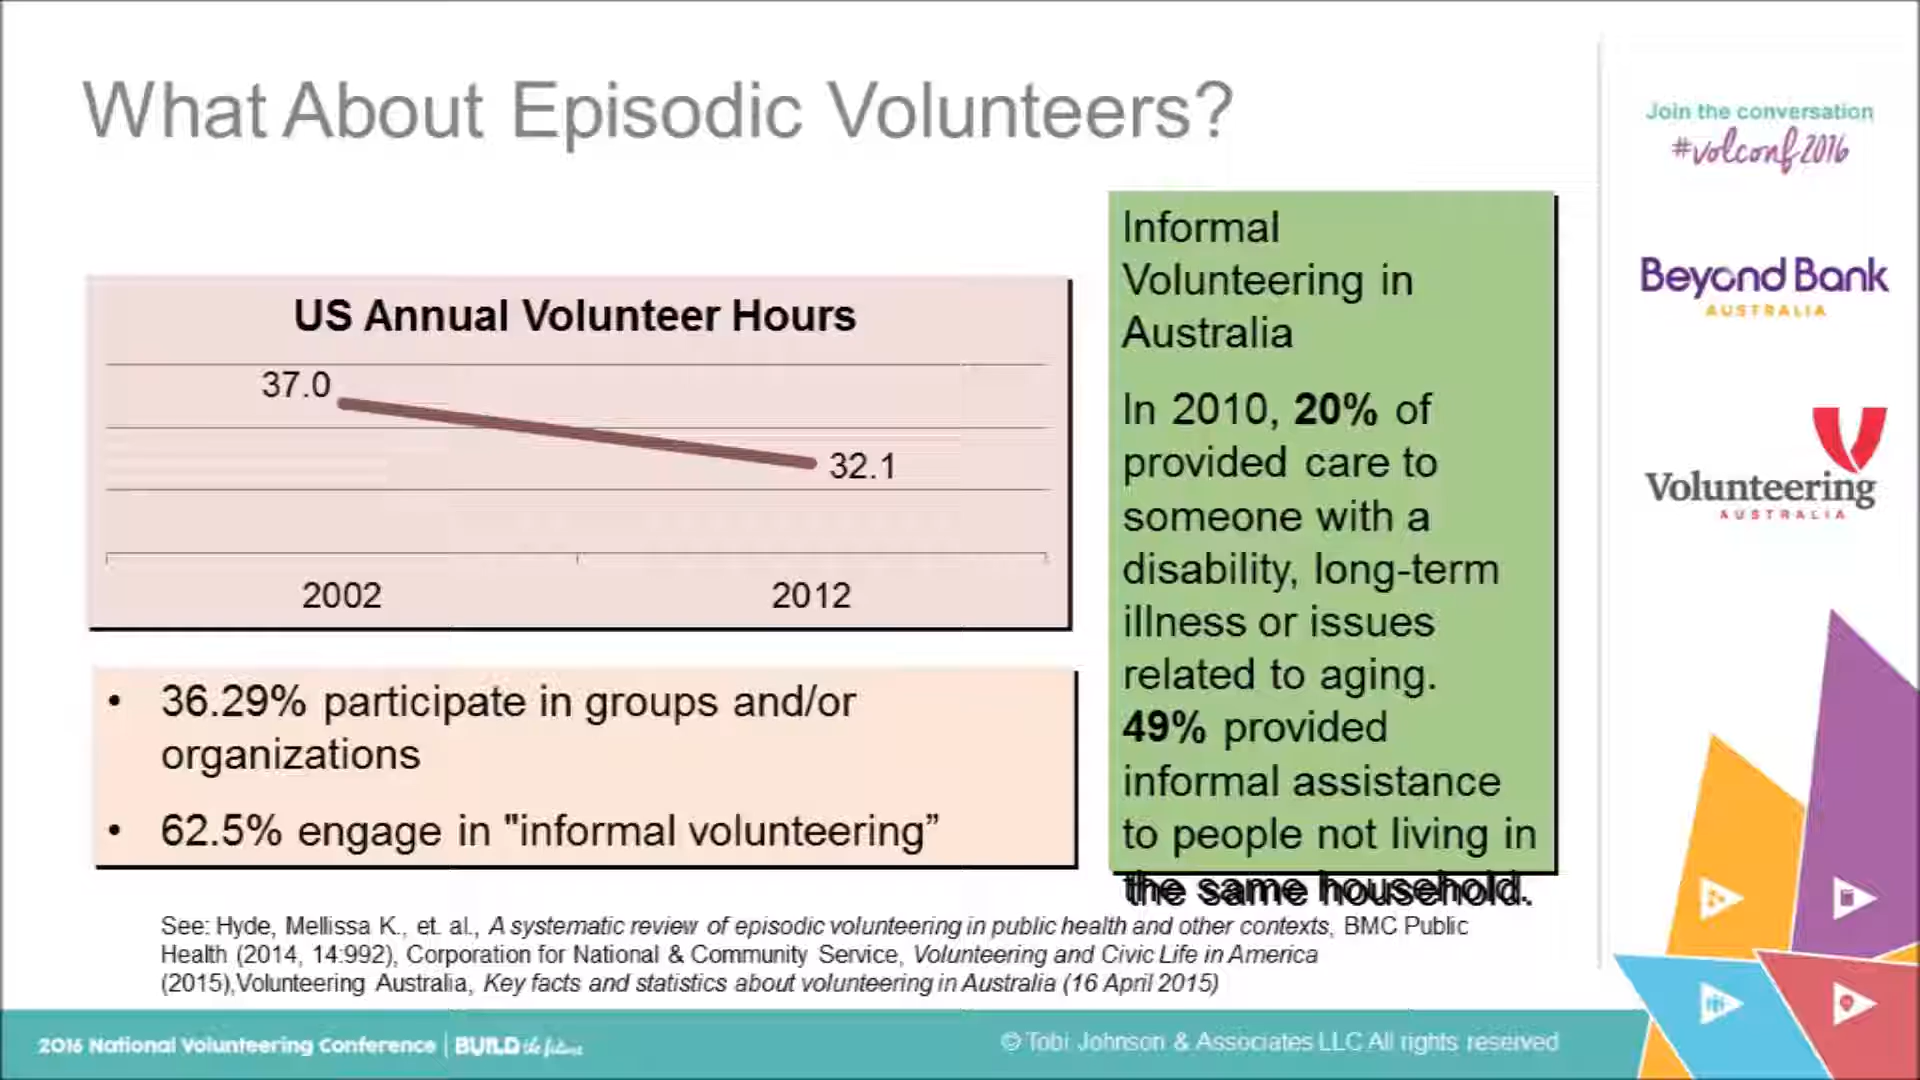 What About Episodic Volunteers?
US Annual Volunteer Hours
37.0
32.1
2002
2012
• 36.29% participate in groups and/or
organizations
• 62.5% engage in "informal volunteering”
Informal
Volunteering in
Australia
In 2010, 20% of
provided care to
someone with a
disability, long-term
illness or issues
related to aging.
49% provided
informal assistance
to people not living in
the same household.
See: Hyde, Mellissa K., et. al., A systematic review of episodic volunteering in public health and other contexts, BMC Public
Health (2014, 14:992), Corporation for National & Community Service, Volunteering and Civic Life in America
(2015),Volunteering Australia, Key facts and statistics about volunteering in Australia (16 April 2015)
Join the conversation
#volconf2016
Beyond Bank
AUSTRALIA
Volunteering
AUSTRALIA
2016 National Volunteering Conference | BUILD the future
© Tobi Johnson & Associates LLC All rights reserved